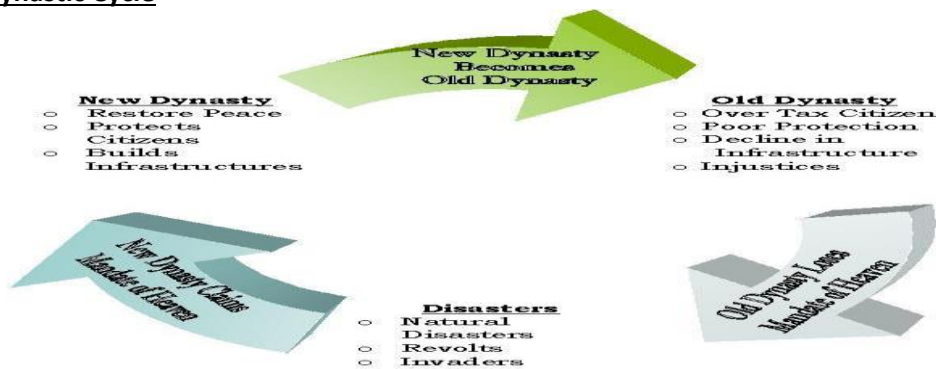 Cycle
New Dynasty
Becomes
Old Dynasty
New Dynasty
○ Restore Peace
○ Protects
Citizens
○ Builds
Infrastructures
Old Dynasty
○ Over Tax Citizen
○ Poor Protection
○ Decline in
Infrastructure
○ Injustices
Old Dynasty Loses
Mandate of Heaven
Disasters
○ Natural
Disasters
○ Revolts
○ Invaders
New Dynasty Claims
Mandate of Heaven